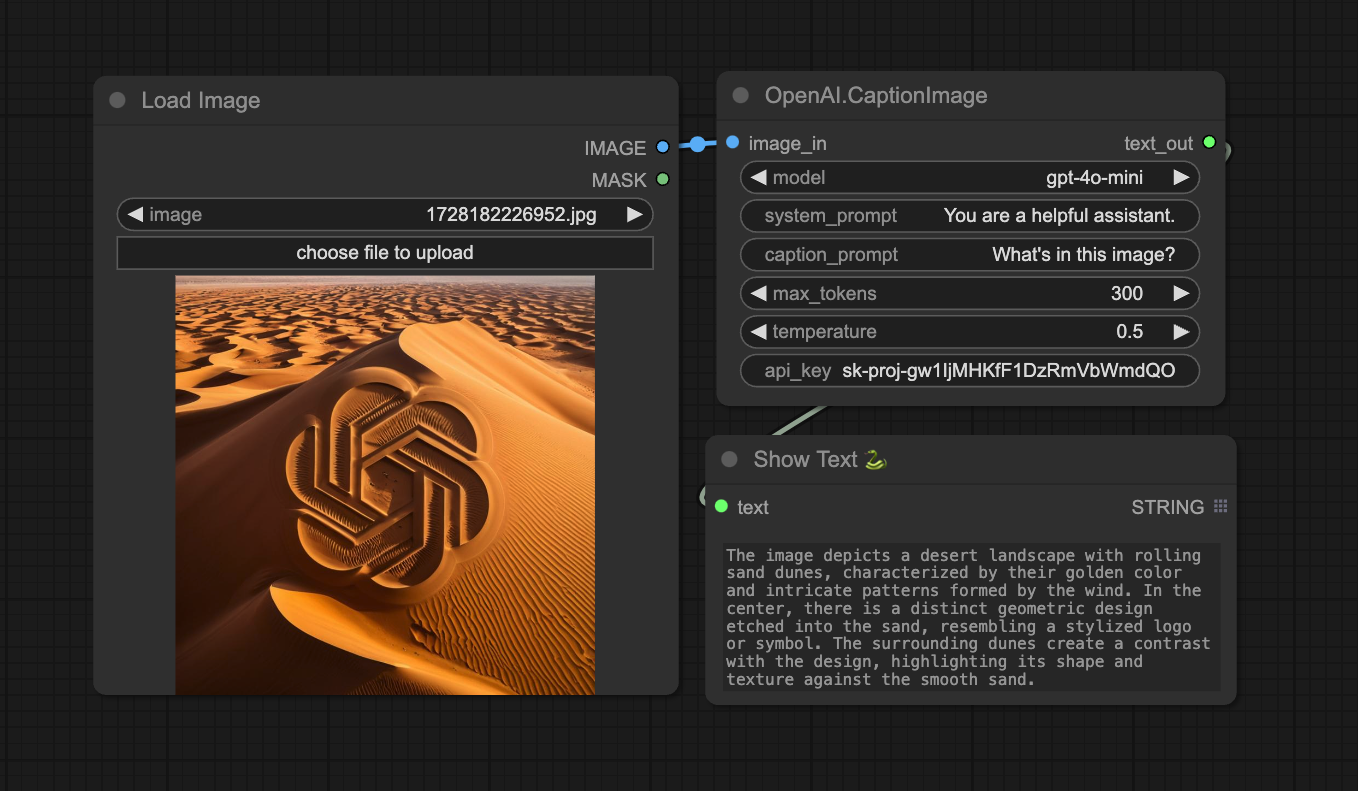 Load Image
IMAGE
MASK
image 1728182226952.jpg
choose file to upload
OpenAI.CaptionImage
image_in text_out
model gpt-4o-mini
system_prompt You are a helpful assistant.
caption_prompt What's in this image?
max_tokens 300
temperature 0.5
api_key sk-proj-gw1IjMHKfF1DzRmVbWmdQO
Show Text 🐍
text STRING
The image depicts a desert landscape with rolling
sand dunes, characterized by their golden color
and intricate patterns formed by the wind. In the
center, there is a distinct geometric design
etched into the sand, resembling a stylized logo
or symbol. The surrounding dunes create a contrast
with the design, highlighting its shape and
texture against the smooth sand.